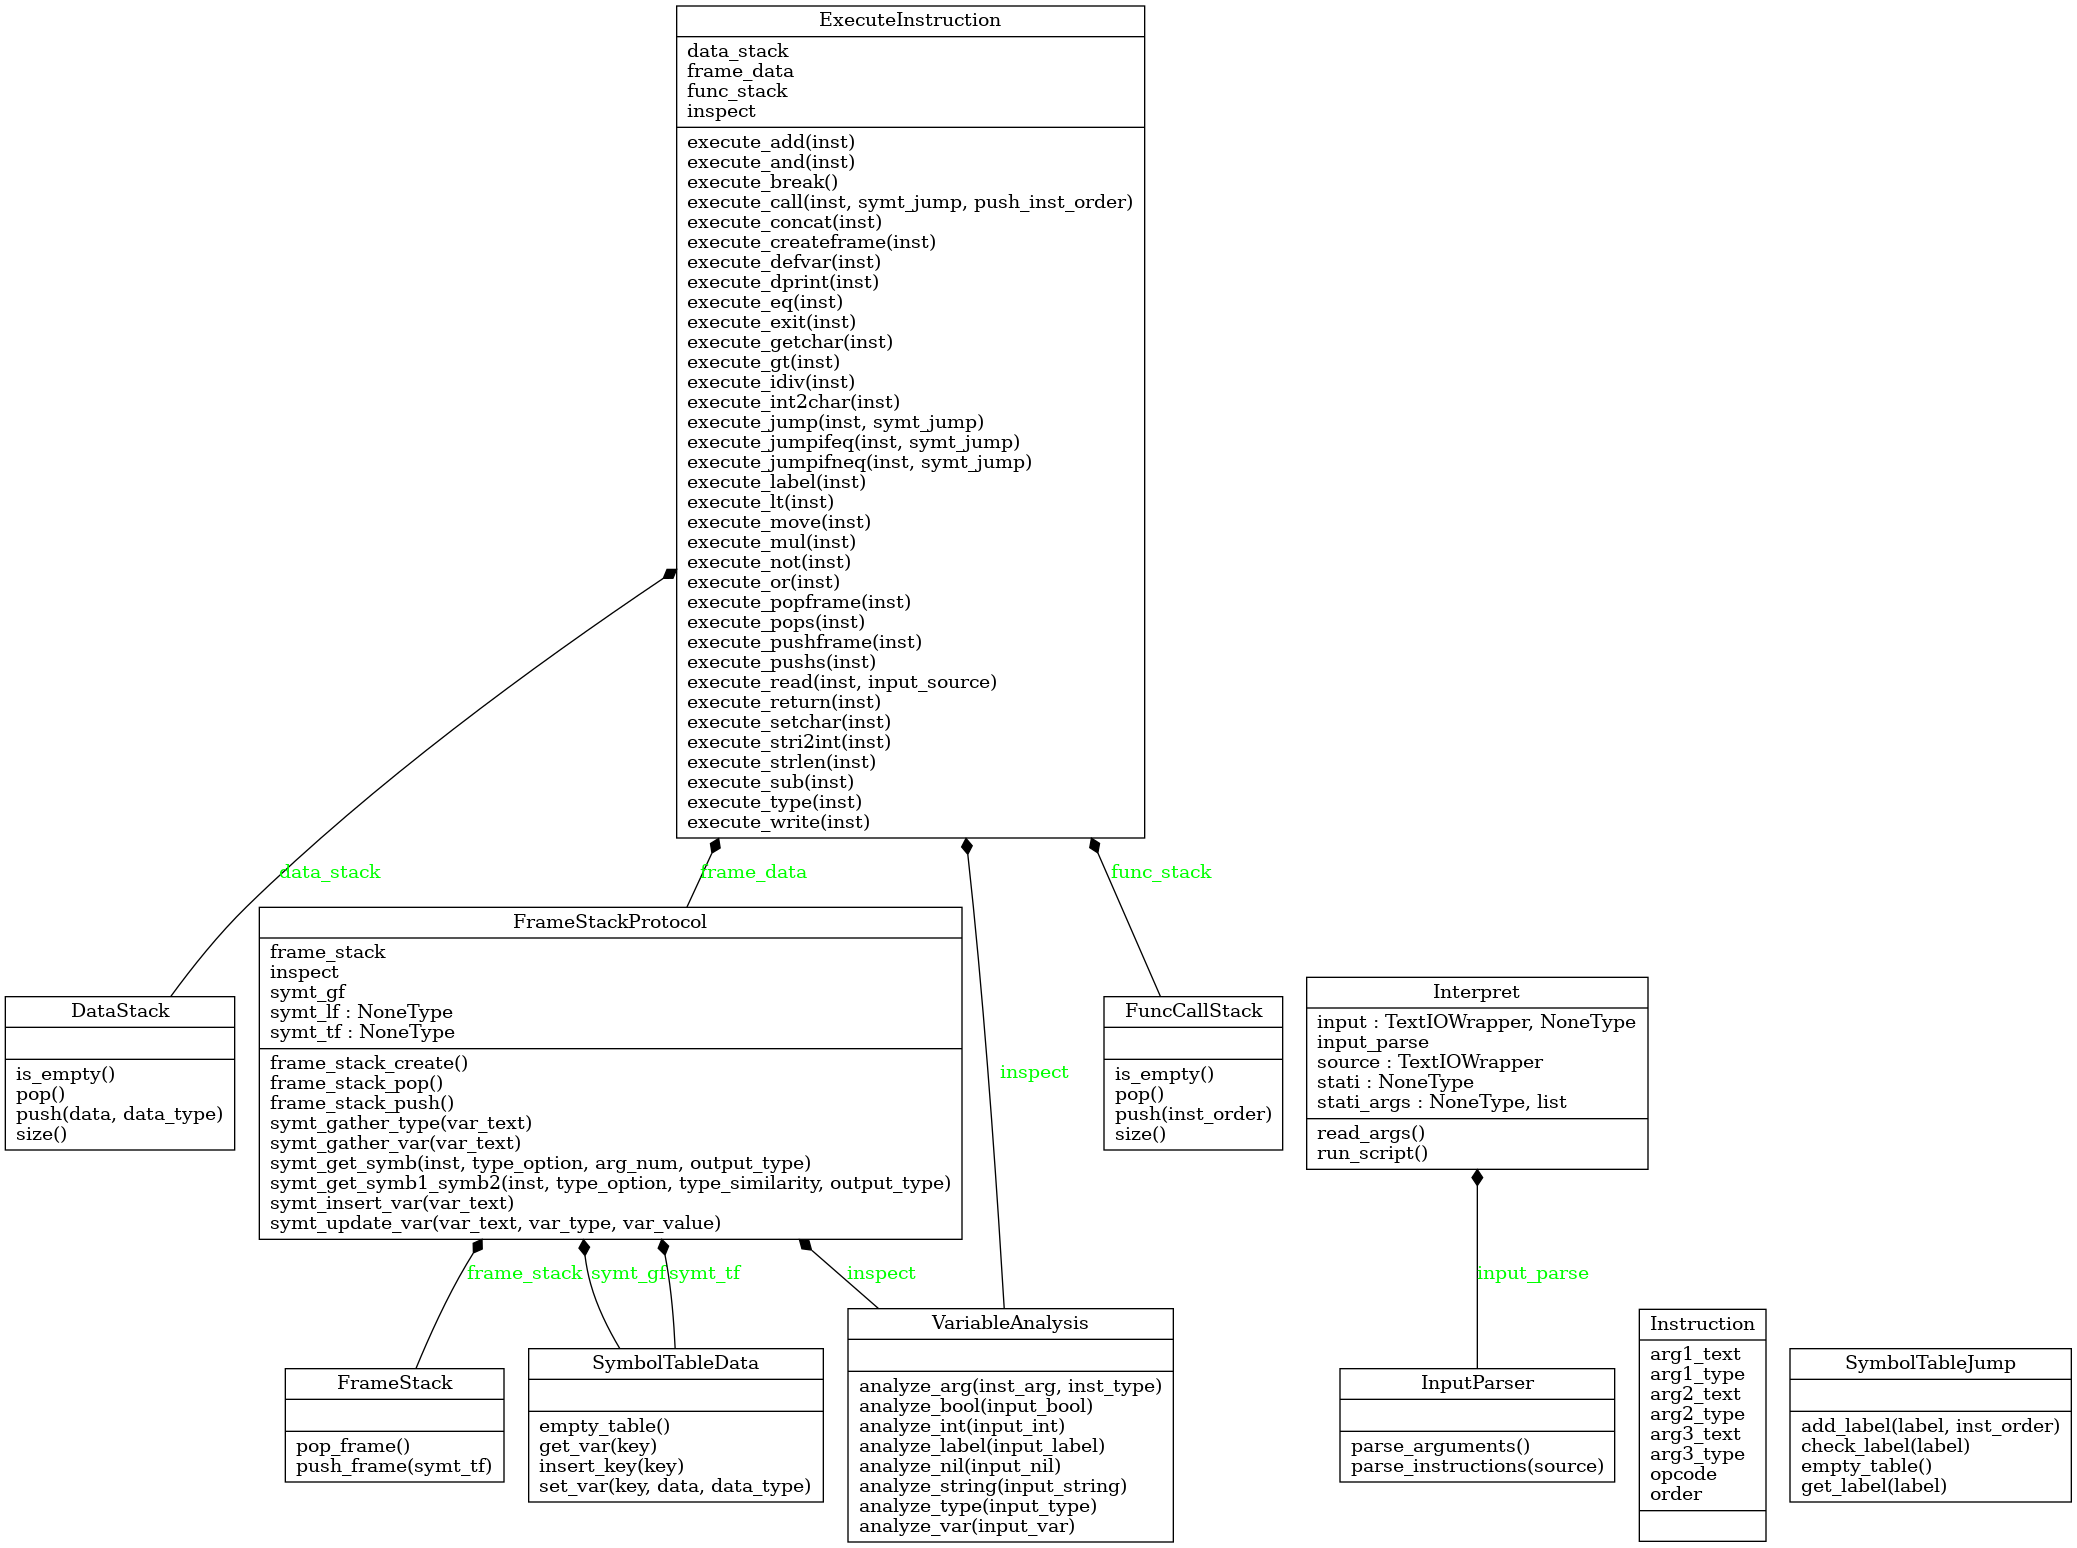 ExecuteInstruction
data_stack
frame_data
func_stack
inspect
execute_add(inst)
execute_and(inst)
execute_break()
execute_call(inst, symt_jump, push_inst_order)
execute_concat(inst)
execute_createframe(inst)
execute_defvar(inst)
execute_dprint(inst)
execute_eq(inst)
execute_exit(inst)
execute_getchar(inst)
execute_gt(inst)
execute_idiv(inst)
execute_int2char(inst)
execute_jump(inst, symt_jump)
execute_jumpifeq(inst, symt_jump)
execute_jumpifneq(inst, symt_jump)
execute_label(inst)
execute_lt(inst)
execute_move(inst)
execute_mul(inst)
execute_not(inst)
execute_or(inst)
execute_popframe(inst)
execute_pops(inst)
execute_pushframe(inst)
execute_pushs(inst)
execute_read(inst, input_source)
execute_return(inst)
execute_setchar(inst)
execute_stri2int(inst)
execute_strlen(inst)
execute_sub(inst)
execute_type(inst)
execute_write(inst)
data_stack
frame_data
func_stack
inspect
DataStack
is_empty()
pop()
push(data, data_type)
size()
FrameStackProtocol
frame_stack
inspect
symt_gf
symt_lf : NoneType
symt_tf : NoneType
frame_stack_create()
frame_stack_pop()
frame_stack_push()
symt_gather_type(var_text)
symt_gather_var(var_text)
symt_get_symb(inst, type_option, arg_num, output_type)
symt_get_symb1_symb2(inst, type_option, type_similarity, output_type)
symt_insert_var(var_text)
symt_update_var(var_text, var_type, var_value)
FuncCallStack
is_empty()
pop()
push(inst_order)
size()
Interpret
input : TextIOWrapper, NoneType
input_parse
source : TextIOWrapper
stati : NoneType
stati_args : NoneType, list
read_args()
run_script()
frame_stack
symt_gf
symt_tf
inspect
input_parse
FrameStack
pop_frame()
push_frame(symt_tf)
SymbolTableData
empty_table()
get_var(key)
insert_key(key)
set_var(key, data, data_type)
VariableAnalysis
analyze_arg(inst_arg, inst_type)
analyze_bool(input_bool)
analyze_int(input_int)
analyze_label(input_label)
analyze_nil(input_nil)
analyze_string(input_string)
analyze_type(input_type)
analyze_var(input_var)
InputParser
parse_arguments()
parse_instructions(source)
Instruction
arg1_text
arg1_type
arg2_text
arg2_type
arg3_text
arg3_type
opcode
order
SymbolTableJump
add_label(label, inst_order)
check_label(label)
empty_table()
get_label(label)